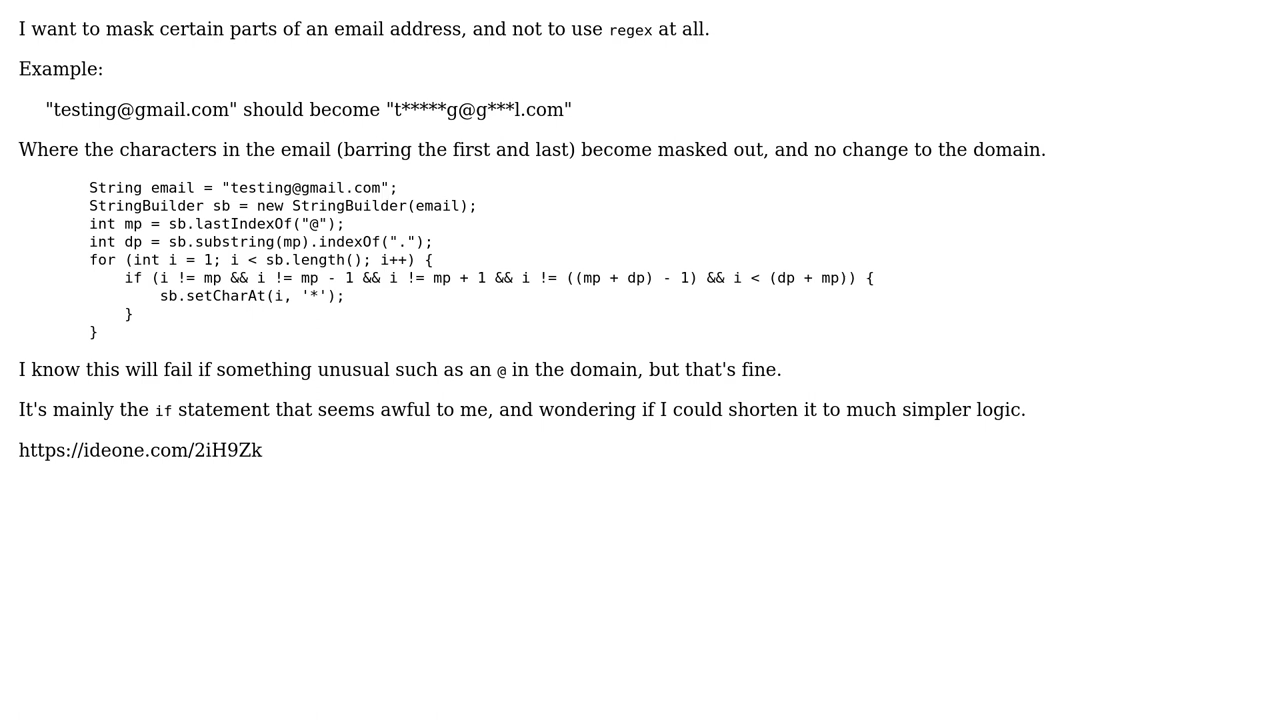 I want to mask certain parts of an email address, and not to use regex at all.
Example:
"testing@gmail.com" should become "t*****g@g***l.com"
Where the characters in the email (barring the first and last) become masked out, and no change to the domain.
String email = "testing@gmail.com";
StringBuilder sb = new StringBuilder(email);
int mp = sb.lastIndexOf("@");
int dp = sb.substring(mp).indexOf(".");
for (int i = 1; i < sb.length(); i++) {
    if (i != mp && i != mp - 1 && i != mp + 1 && i != ((mp + dp) - 1) && i < (dp + mp)) {
        sb.setCharAt(i, '*');
    }
}
I know this will fail if something unusual such as an @ in the domain, but that's fine.
It's mainly the if statement that seems awful to me, and wondering if I could shorten it to much simpler logic.
https://ideone.com/2iH9Zk